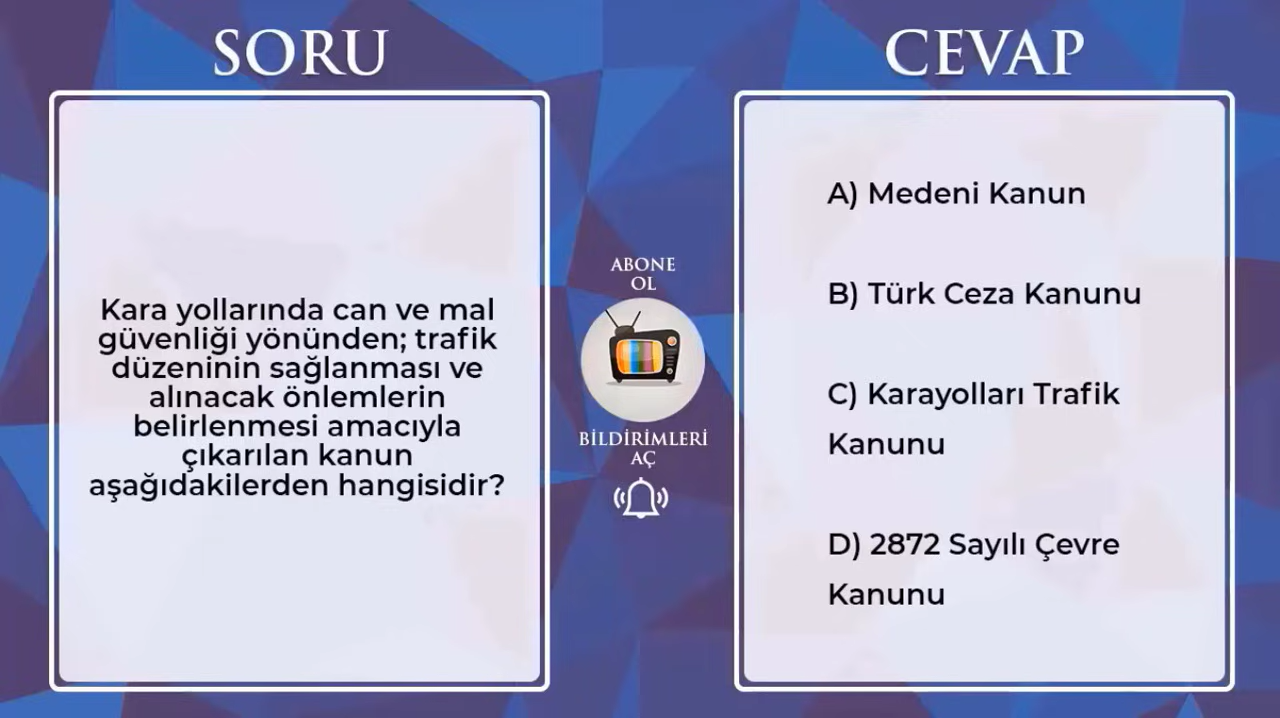 SORU
Kara yollarında can ve mal
güvenliği yönünden; trafik
düzeninin sağlanması ve
alınacak önlemlerin
belirlenmesi amacıyla
çıkarılan kanun
aşağıdakilerden hangisidir?
ABONE
OL
BİLDİRİMLERİ
AÇ
CEVAP
A) Medeni Kanun
B) Türk Ceza Kanunu
C) Karayolları Trafik
Kanunu
D) 2872 Sayılı Çevre
Kanunu